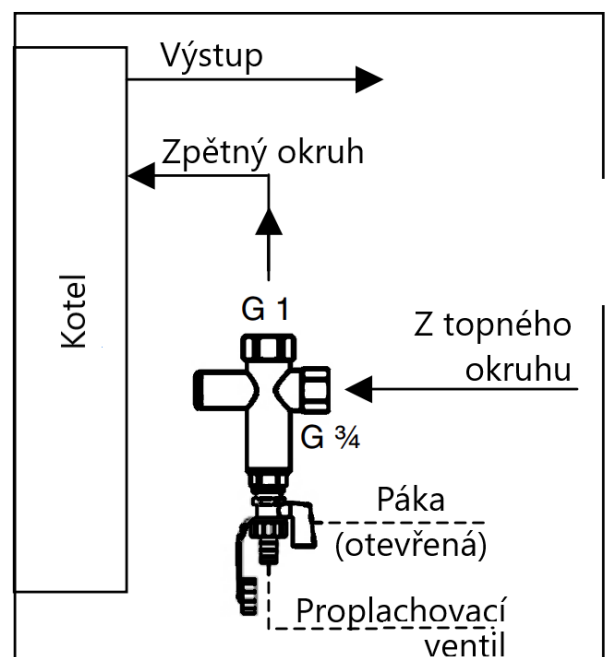 Výstup
Zpětný okruh
Kotel
G 1
Z topného
okruhu
G ¾
Páka
(otevřená)
Proplachovací
ventil